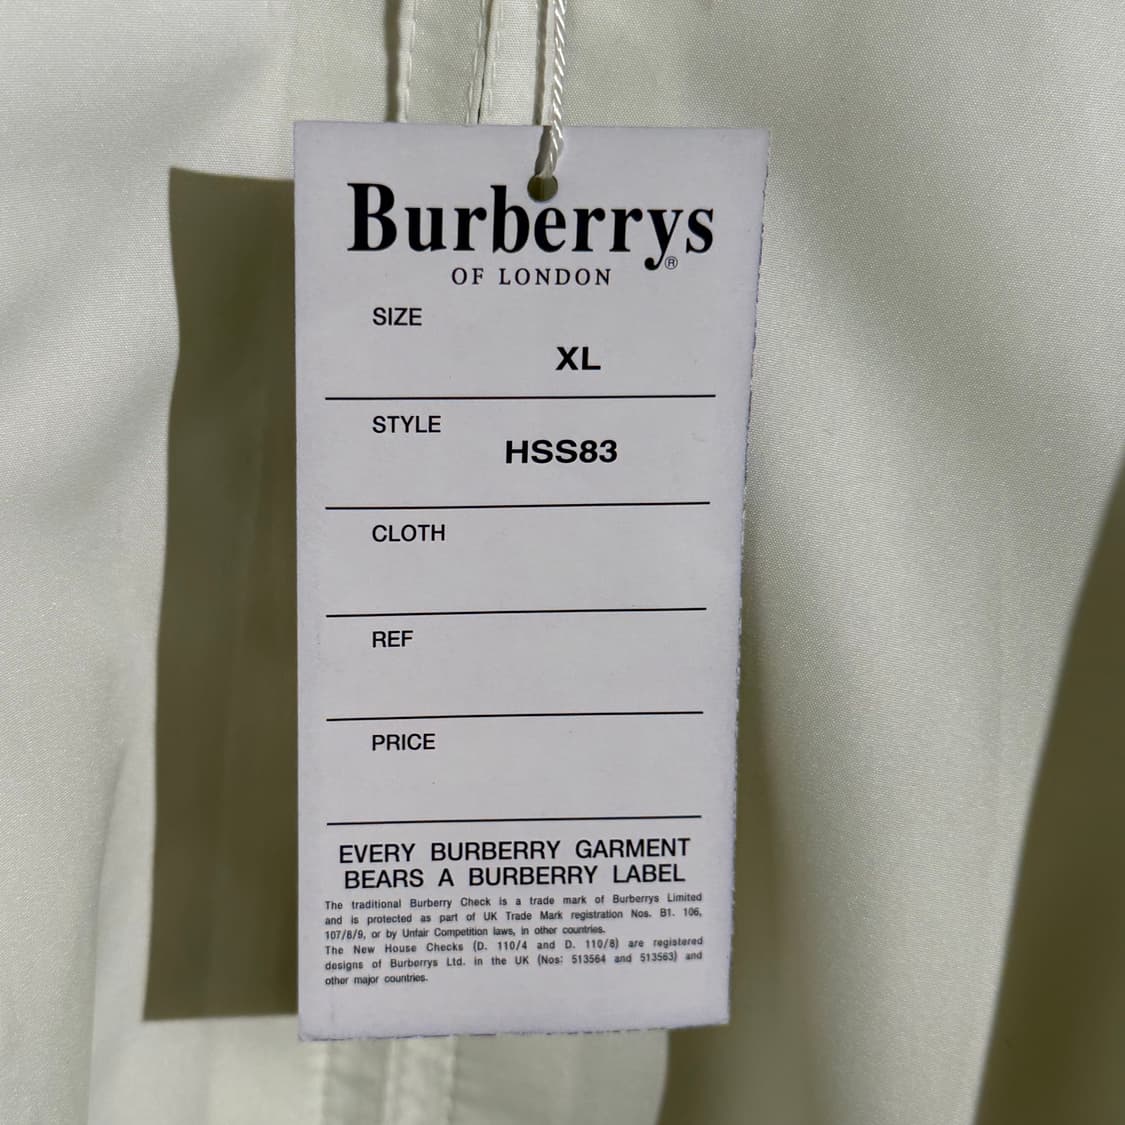 Burberrys®
OF LONDON
SIZE
XL
STYLE
HSS83
CLOTH
REF
PRICE
EVERY BURBERRY GARMENT
BEARS A BURBERRY LABEL
The traditional Burberry Check is a trade mark of Burberrys Limited
and is protected as part of UK Trade Mark registration Nos. B1. 106,
107/8/9, or by Unfair Competition laws, in other countries.
The New House Checks (D. 110/4 and D. 110/8) are registered
designs of Burberrys Ltd. in the UK (Nos: 513564 and 513563) and
other major countries.